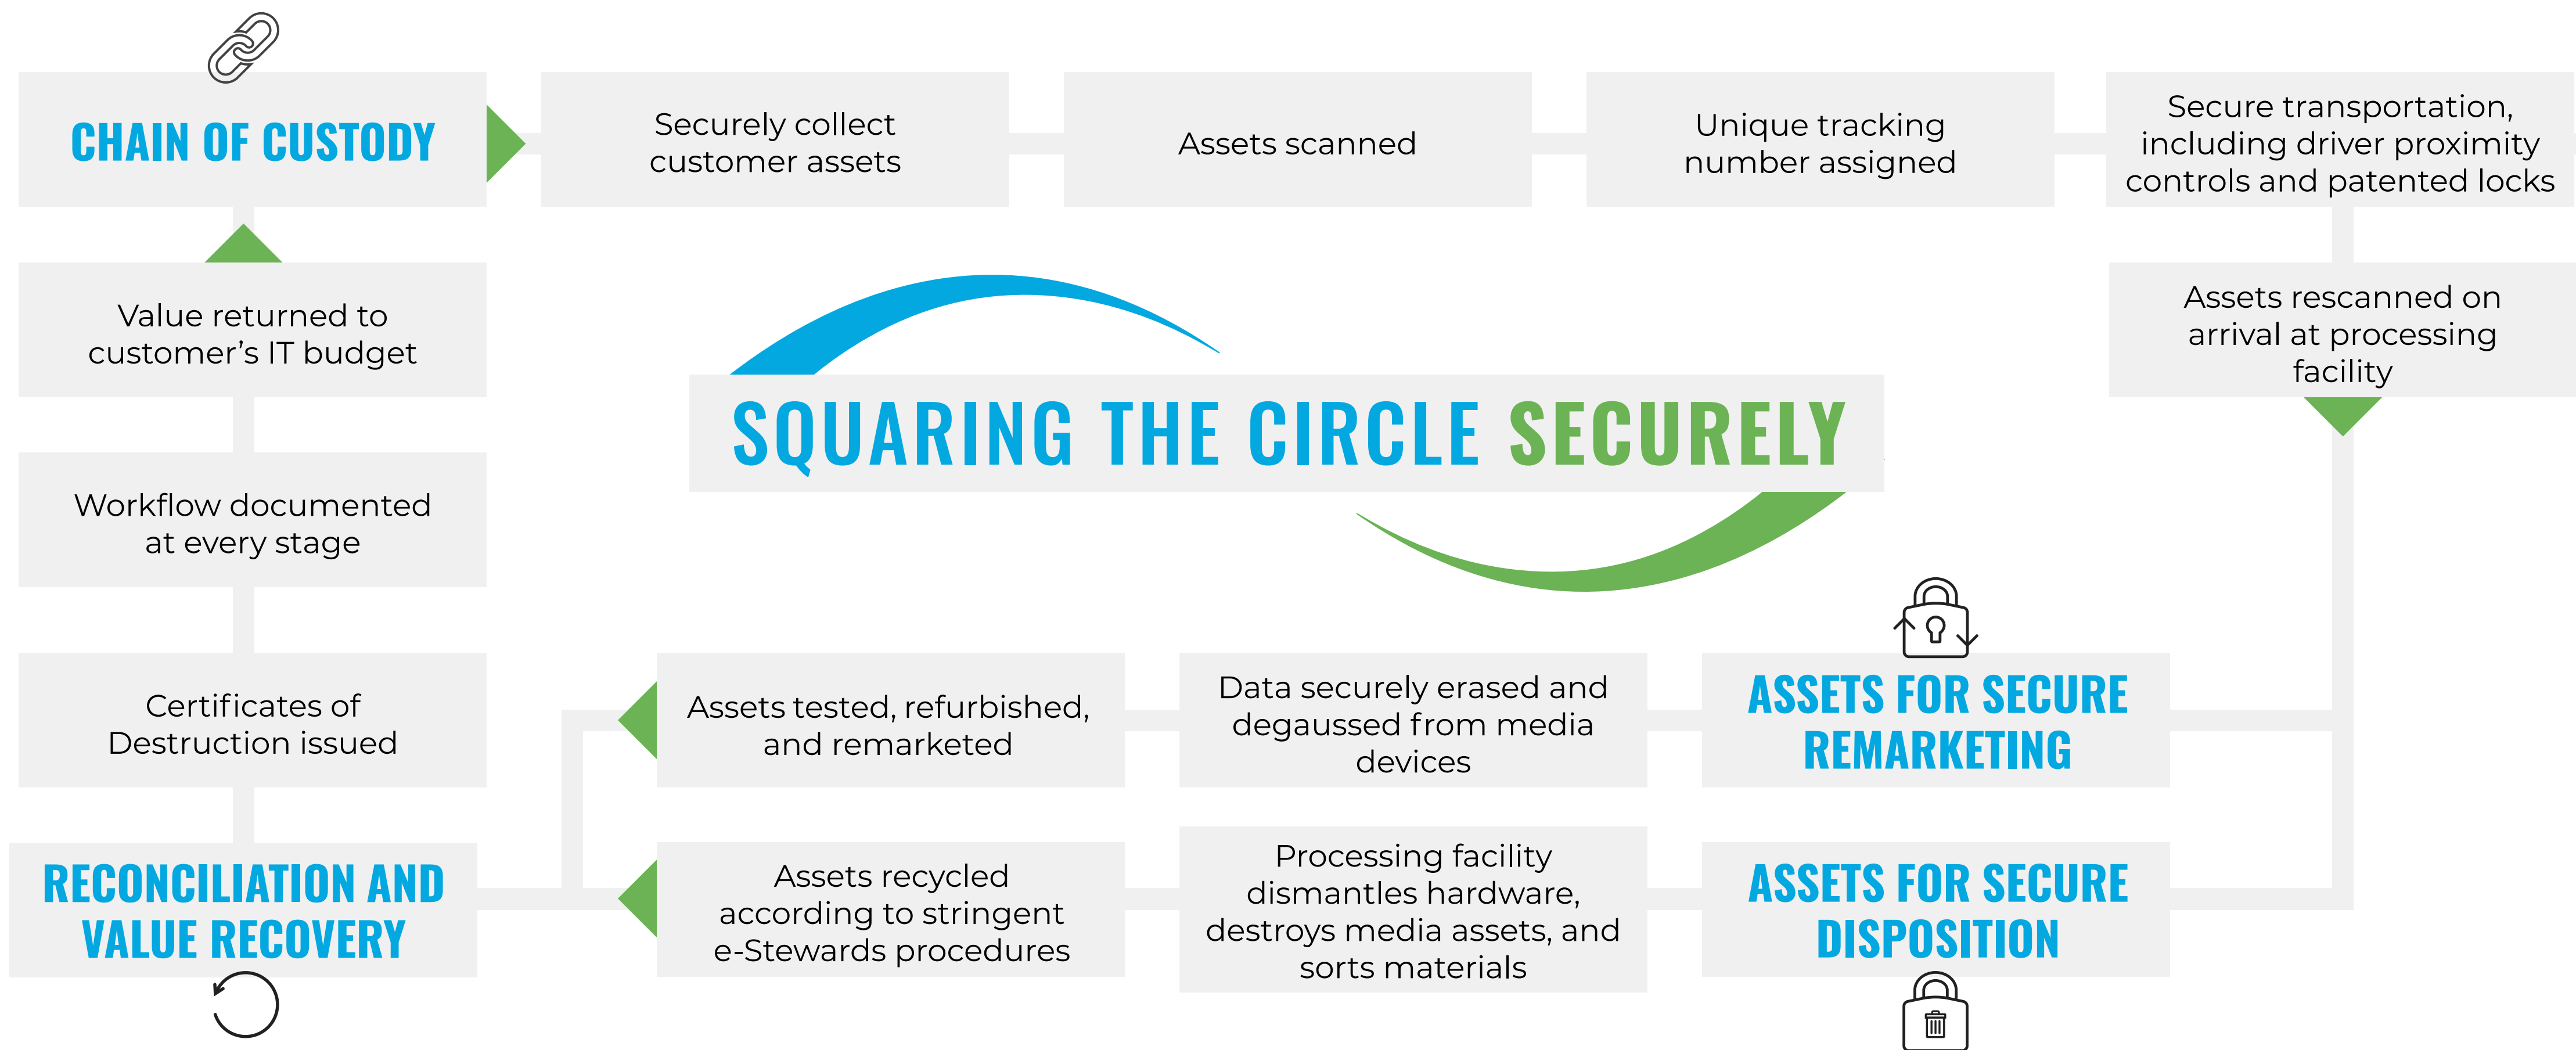 CHAIN OF CUSTODY
Securely collect
customer assets
Assets scanned
Unique tracking
number assigned
Secure transportation,
including driver proximity
controls and patented locks
Assets rescanned on
arrival at processing
facility
SQUARING THE CIRCLE SECURELY
ASSETS FOR SECURE
REMARKETING
Data securely erased and
degaussed from media
devices
Assets tested, refurbished,
and remarketed
ASSETS FOR SECURE
DISPOSITION
Processing facility
dismantles hardware,
destroys media assets, and
sorts materials
Assets recycled
according to stringent
e-Stewards procedures
RECONCILIATION AND
VALUE RECOVERY
Certificates of
Destruction issued
Workflow documented
at every stage
Value returned to
customer’s IT budget